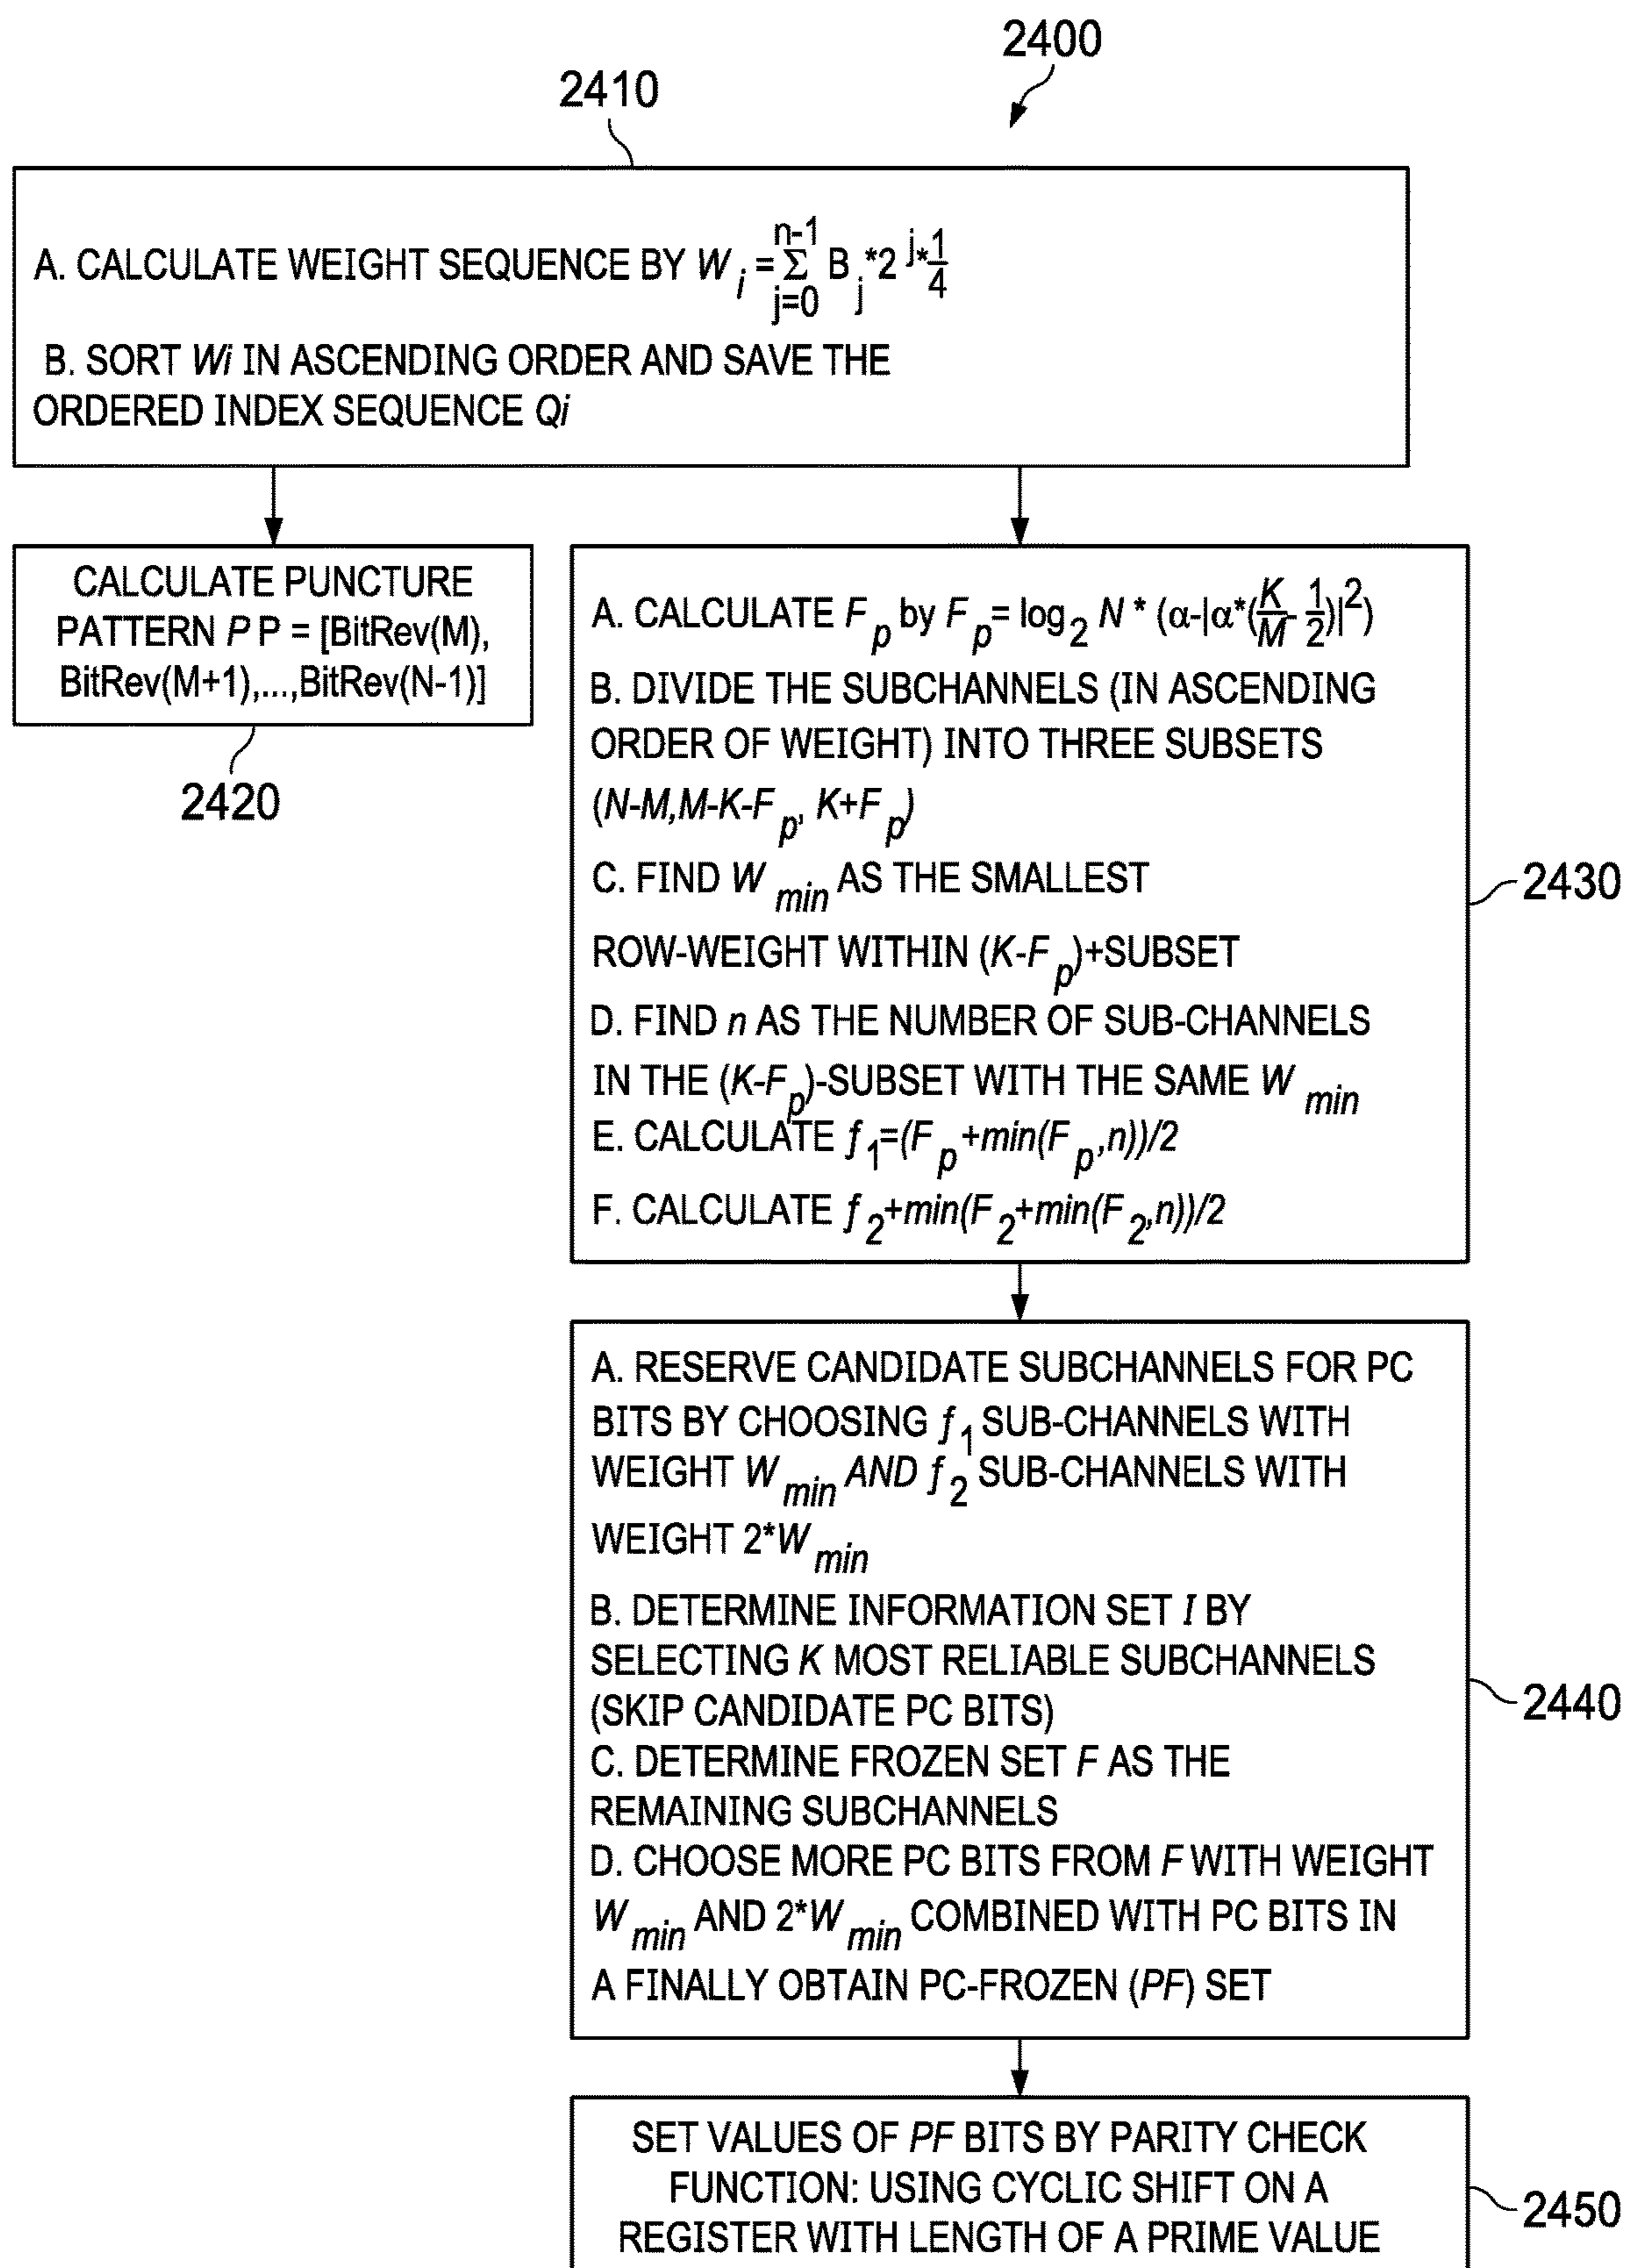 2400
2410
A. CALCULATE WEIGHT SEQUENCE BY W_i = Σ_{j=0}^{n-1} B_j*2^{j*1/4}
B. SORT Wi IN ASCENDING ORDER AND SAVE THE
ORDERED INDEX SEQUENCE Qi
CALCULATE PUNCTURE
PATTERN P P = [BitRev(M),
BitRev(M+1),...,BitRev(N-1)]
2420
A. CALCULATE F_p by F_p = log_2 N * (α-|α*(K/M-1/2)|^2)
B. DIVIDE THE SUBCHANNELS (IN ASCENDING
ORDER OF WEIGHT) INTO THREE SUBSETS
(N-M,M-K-F_p, K+F_p)
C. FIND W_min AS THE SMALLEST
ROW-WEIGHT WITHIN (K-F_p)+SUBSET
D. FIND n AS THE NUMBER OF SUB-CHANNELS
IN THE (K-F_p)-SUBSET WITH THE SAME W_min
E. CALCULATE f_1=(F_p+min(F_p,n))/2
F. CALCULATE f_2+min(F_2+min(F_2,n))/2
2430
A. RESERVE CANDIDATE SUBCHANNELS FOR PC
BITS BY CHOOSING f_1 SUB-CHANNELS WITH
WEIGHT W_min AND f_2 SUB-CHANNELS WITH
WEIGHT 2*W_min
B. DETERMINE INFORMATION SET I BY
SELECTING K MOST RELIABLE SUBCHANNELS
(SKIP CANDIDATE PC BITS)
C. DETERMINE FROZEN SET F AS THE
REMAINING SUBCHANNELS
D. CHOOSE MORE PC BITS FROM F WITH WEIGHT
W_min AND 2*W_min COMBINED WITH PC BITS IN
A FINALLY OBTAIN PC-FROZEN (PF) SET
2440
SET VALUES OF PF BITS BY PARITY CHECK
FUNCTION: USING CYCLIC SHIFT ON A
REGISTER WITH LENGTH OF A PRIME VALUE
2450